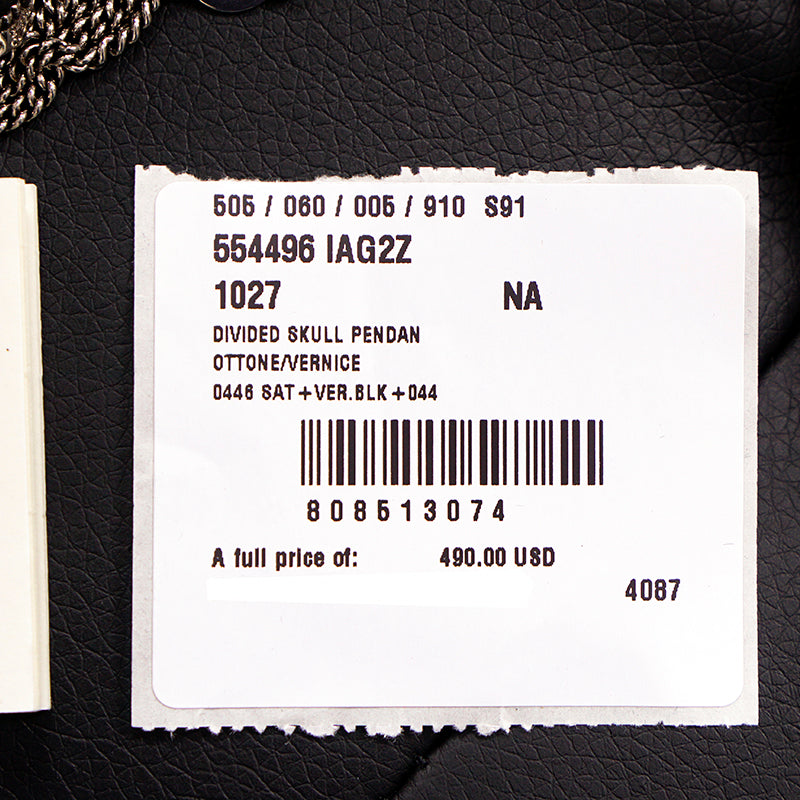 505 / 060 / 005 / 910 S91
554496 IAG2Z
1027 NA
DIVIDED SKULL PENDAN
OTTONE/VERNICE
0446 SAT+VER.BLK+044
808513074
A full price of: 490.00 USD
4087